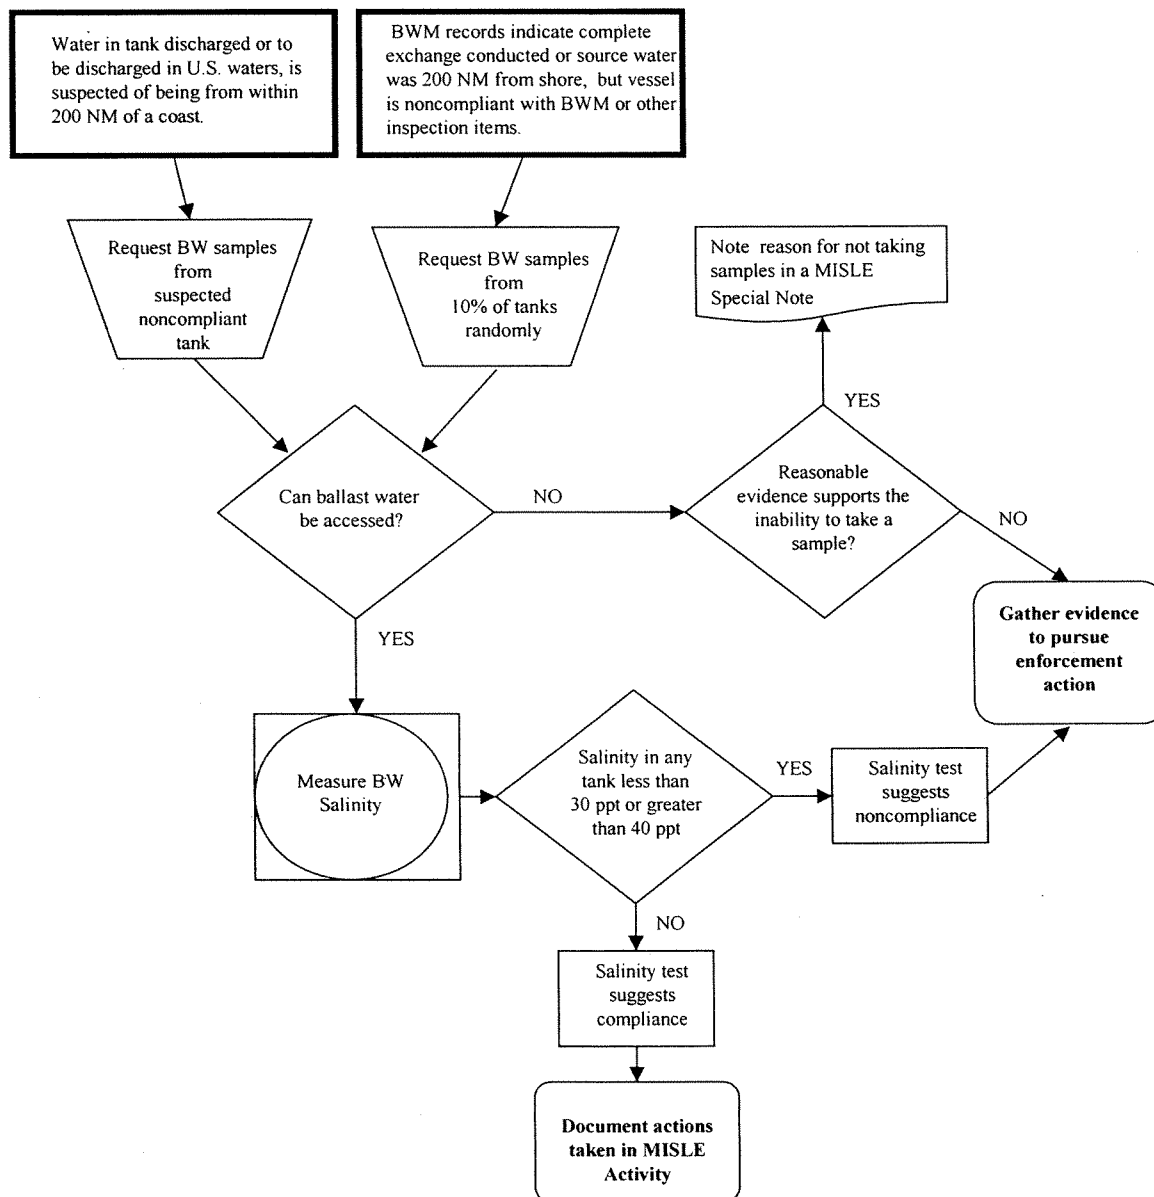 Water in tank discharged or to
be discharged in U.S. waters, is
suspected of being from within
200 NM of a coast.
BWM records indicate complete
exchange conducted or source water
was 200 NM from shore, but vessel
is noncompliant with BWM or other
inspection items.
Request BW samples
from
suspected
noncompliant
tank
Request BW samples
from
10% of tanks
randomly
Note reason for not taking
samples in a MISLE
Special Note
YES
Can ballast water
be accessed?
NO
Reasonable
evidence supports the
inability to take a
sample?
NO
YES
Gather evidence
to pursue
enforcement
action
Measure BW
Salinity
Salinity in any
tank less than
30 ppt or greater
than 40 ppt
YES
Salinity test
suggests
noncompliance
NO
Salinity test
suggests
compliance
Document actions
taken in MISLE
Activity